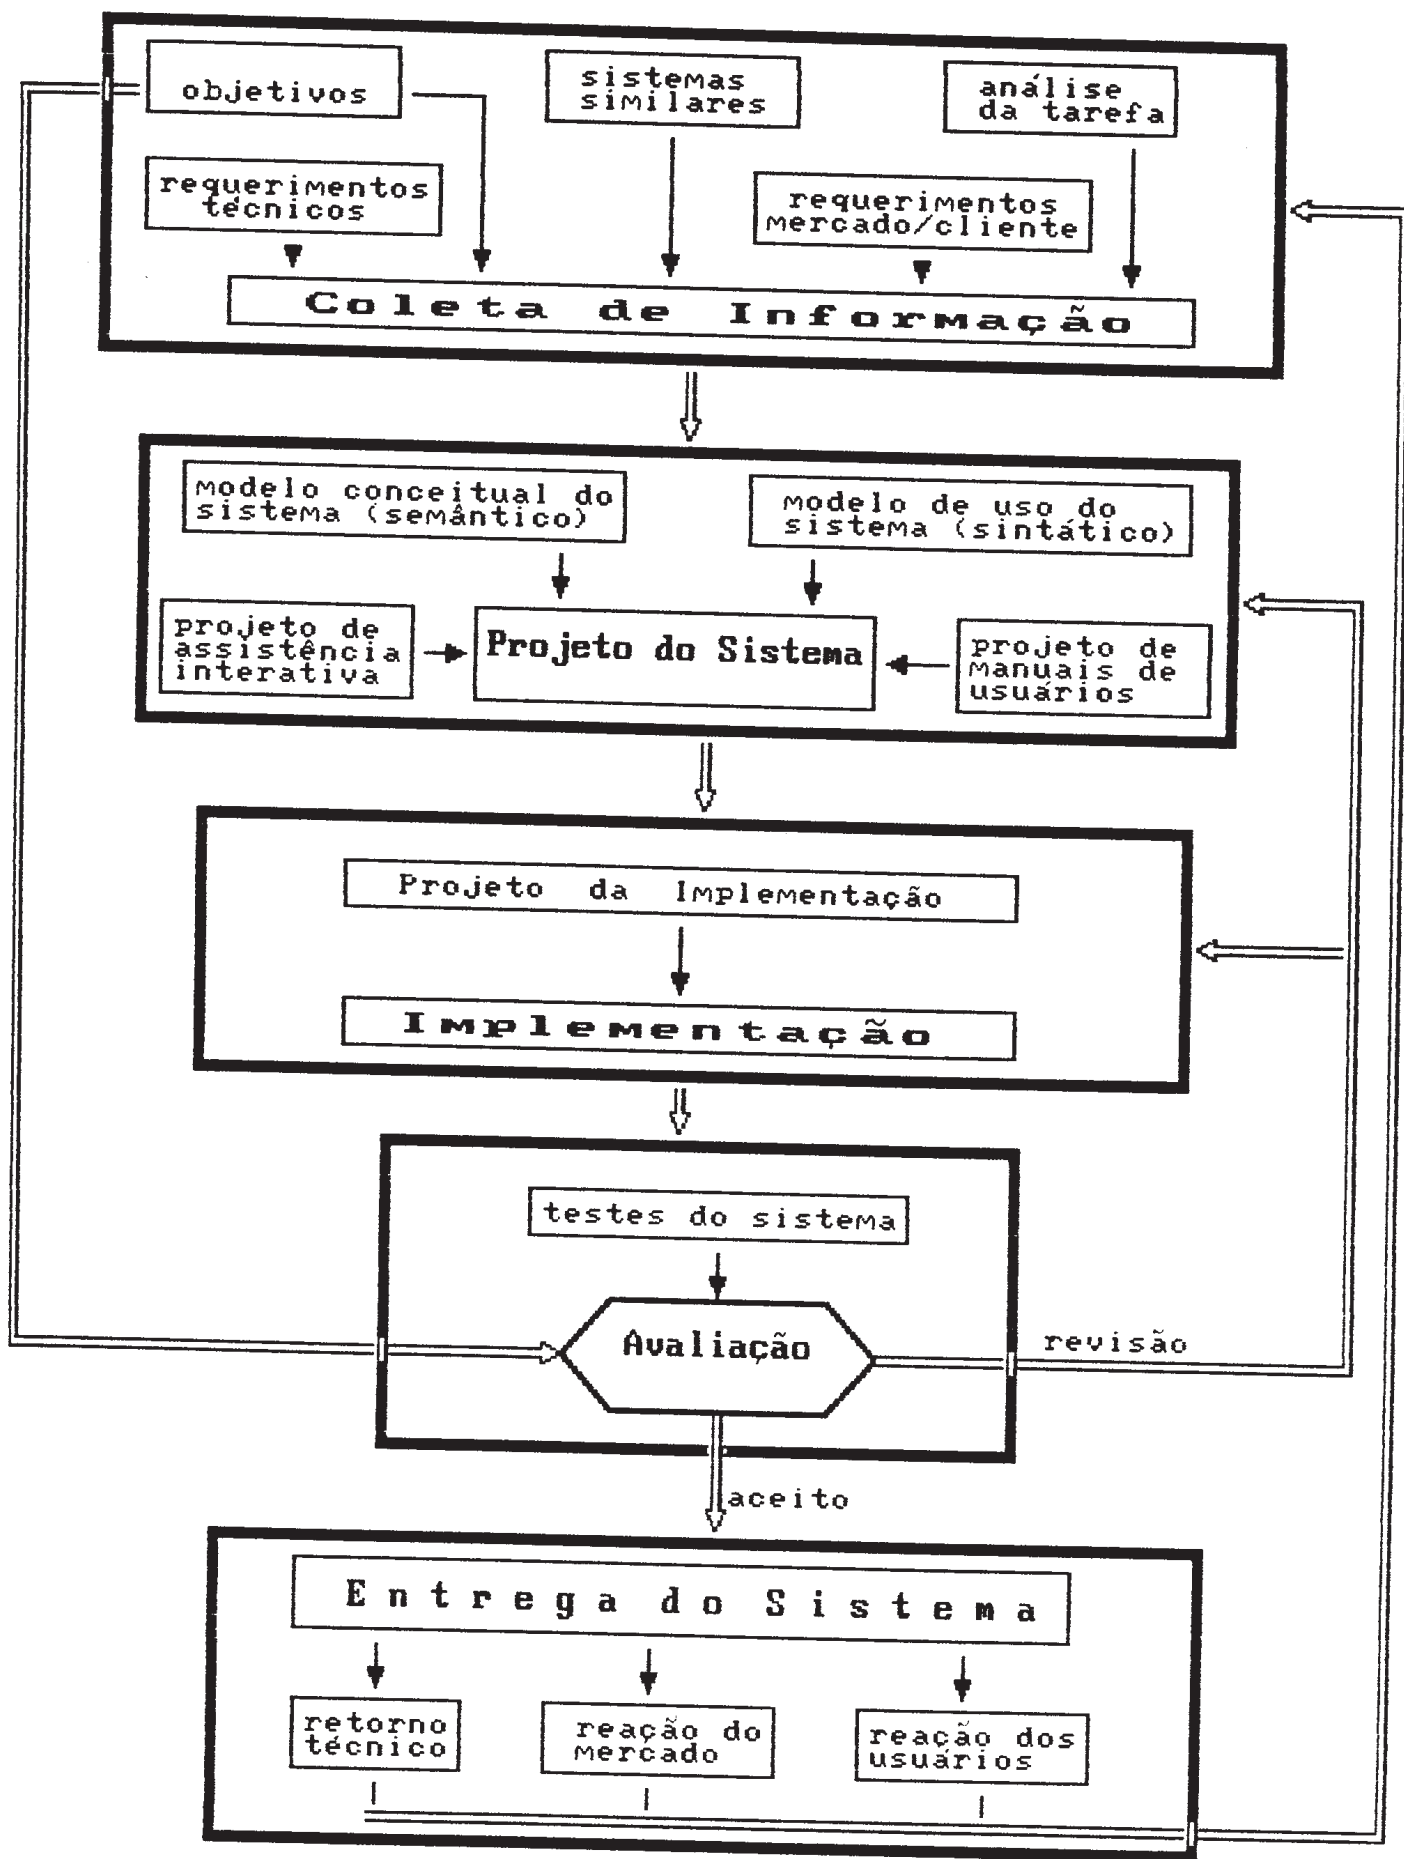 objetivos
sistemas
similares
análise
da tarefa
requerimentos
técnicos
requerimentos
mercado/cliente
Coleta de Informação
modelo conceitual do
sistema (semântico)
modelo de uso do
sistema (sintático)
projeto de
assistência
interativa
Projeto do Sistema
projeto de
manuais de
usuários
Projeto da Implementação
Implementação
testes do sistema
Avaliação
revisão
aceito
Entrega do Sistema
retorno
técnico
reação do
mercado
reação dos
usuários